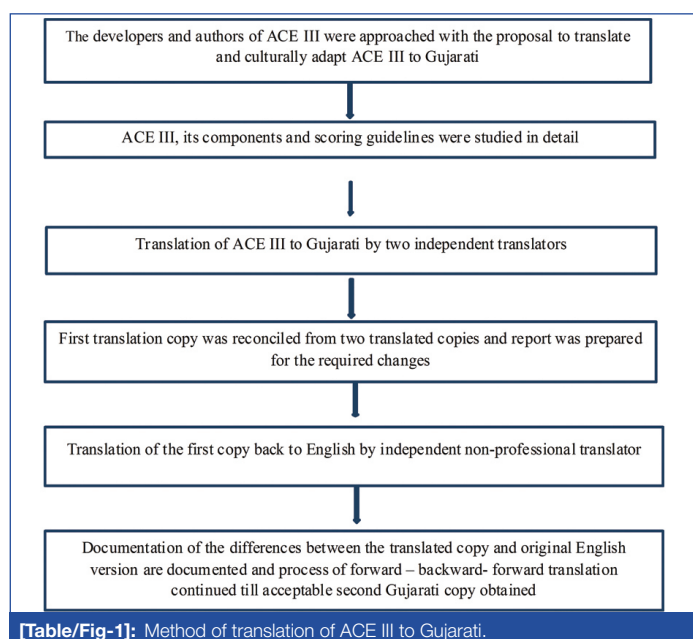 The developers and authors of ACE III were approached with the proposal to translate
and culturally adapt ACE III to Gujarati
ACE III, its components and scoring guidelines were studied in detail
Translation of ACE III to Gujarati by two independent translators
First translation copy was reconciled from two translated copies and report was prepared
for the required changes
Translation of the first copy back to English by independent non-professional translator
Documentation of the differences between the translated copy and original English
version are documented and process of forward – backward- forward translation
continued till acceptable second Gujarati copy obtained
[Table/Fig-1]: Method of translation of ACE III to Gujarati.